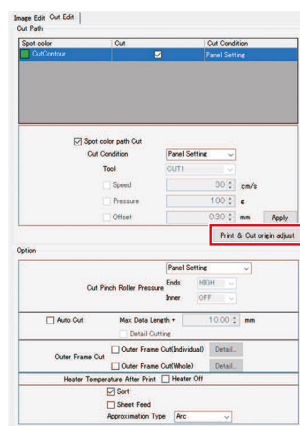 Image Edit Cut Edit
Cut Path
Spot color Cut Cut Condition
CutContour Panel Setting
Spot color path Cut
Cut Condition Panel Setting
Tool CUT1
Speed 30 cm/s
Pressure 100 g
Offset 0.30 mm Apply
Print & Cut origin adjust
Option
Panel Setting
Cut Pinch Roller Pressure Ends HIGH
Inner OFF
Auto Cut Max. Data Length + 10.00 mm
Detail Cutting
Outer Frame Cut Outer Frame Cut(Individual) Detail...
Outer Frame Cut(Whole) Detail...
Heater Temperature After Print Heater Off
Sort
Sheet Feed
Approximation Type Arc